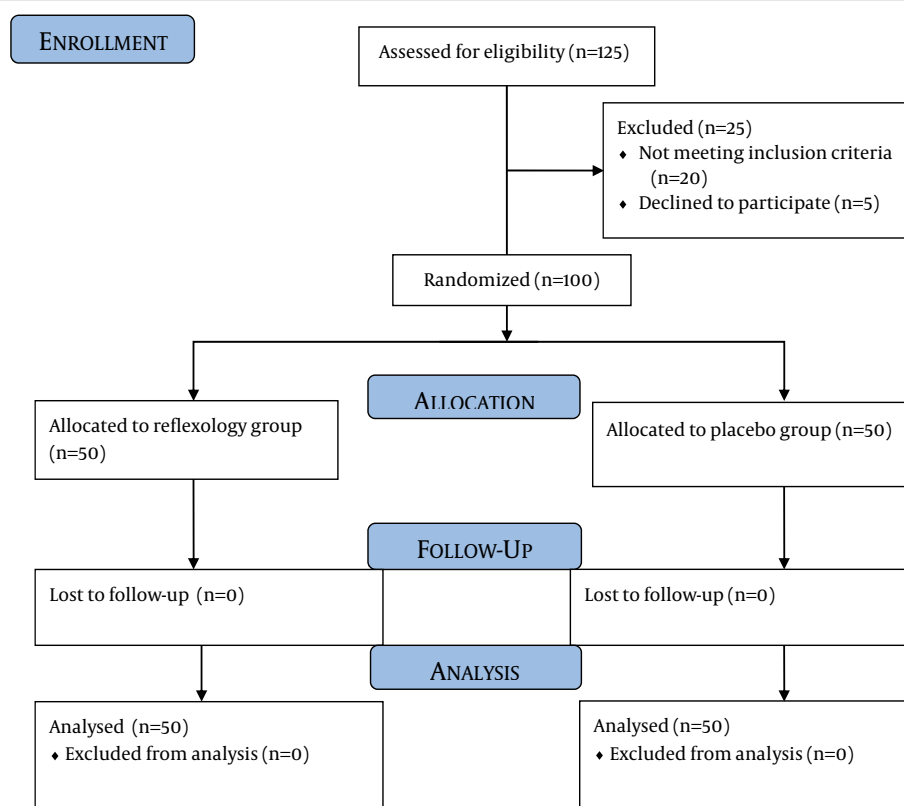 ENROLLMENT
Assessed for eligibility (n=125)
Excluded (n=25)
♦ Not meeting inclusion criteria
(n=20)
♦ Declined to participate (n=5)
Randomized (n=100)
ALLOCATION
Allocated to reflexology group
(n=50)
Allocated to placebo group (n=50)
FOLLOW-UP
Lost to follow-up (n=0)
Lost to follow-up (n=0)
ANALYSIS
Analysed (n=50)
♦ Excluded from analysis (n=0)
Analysed (n=50)
♦ Excluded from analysis (n=0)